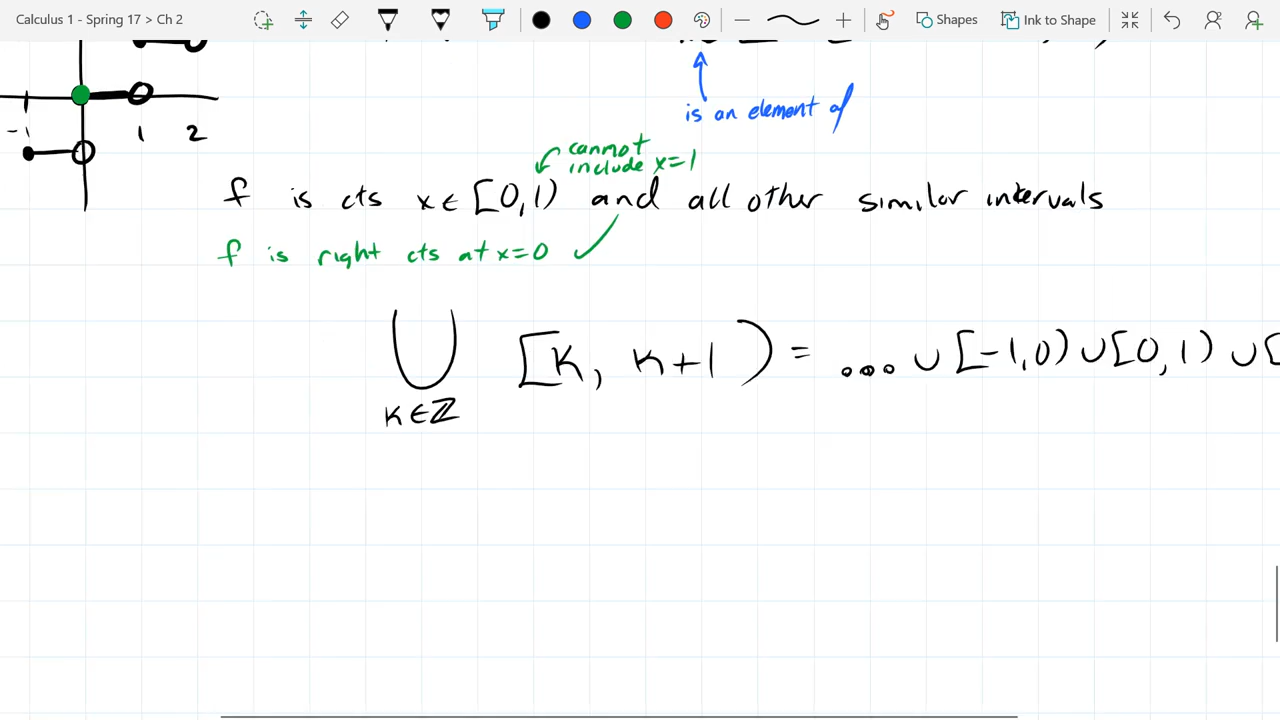 Calculus 1 - Spring 17 > Ch 2
Shapes
Ink to Shape
-1
1 2
is an element of
cannot
include x=1
f is cts x∈[0,1) and all other similar intervals
f is right cts at x=0
∪ [k, k+1) = ... ∪[-1,0)∪[0,1) ∪[
k∈ℤ